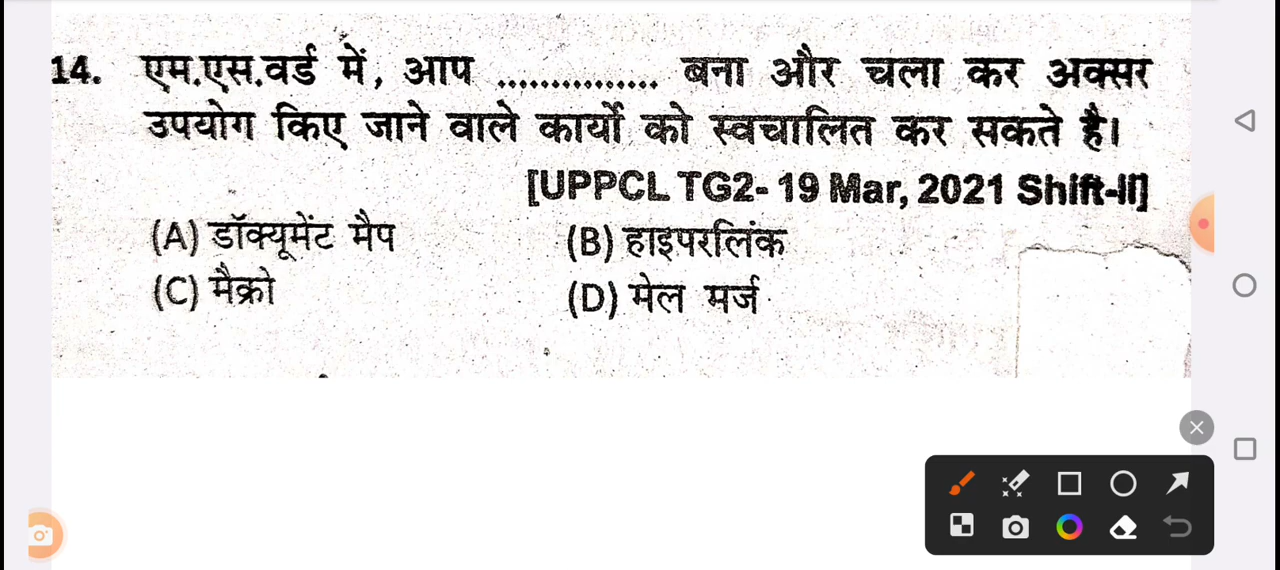 14. एम.एस.वर्ड में, आप ............... बना और चला कर अक्सर
उपयोग किए जाने वाले कार्यो को स्वचालित कर सकते है।
[UPPCL TG2- 19 Mar, 2021 Shift-II]
(A) डॉक्यूमेंट मैप (B) हाइपरलिंक
(C) मैक्रो (D) मेल मर्ज